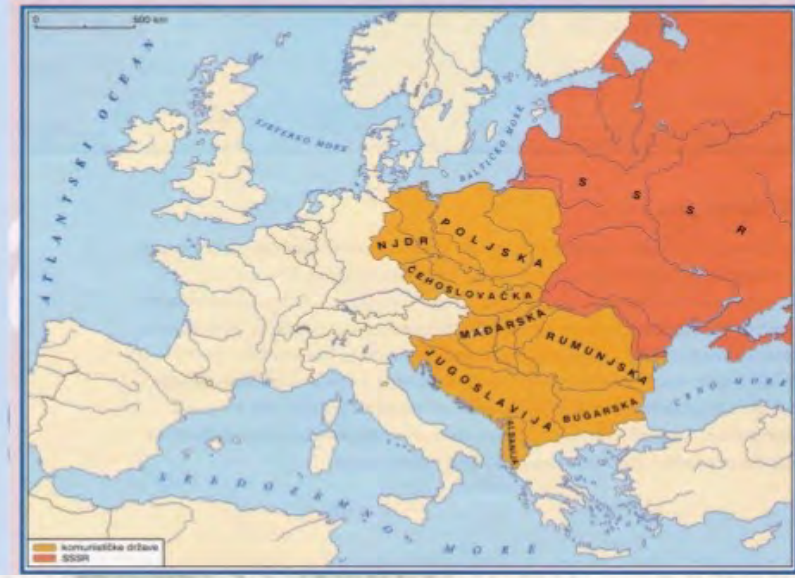 0 500 km
ATLANTSKI OCEAN
SJEVERNO MORE
BALTIČKO MORE
S S S R
NJDR
POLJSKA
ČEHOSLOVAČKA
MAĐARSKA
RUMUNJSKA
JUGOSLAVIJA
BUGARSKA
ALBANIJA
CRNO MORE
SREDOZEMNO MORE
komunističke države
SSSR